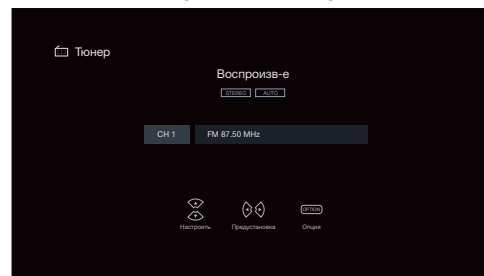 Тюнер
Воспроизв-е
STEREO AUTO
CH 1 FM 87.50 MHz
OPTION
Настроить Предустановка Опция